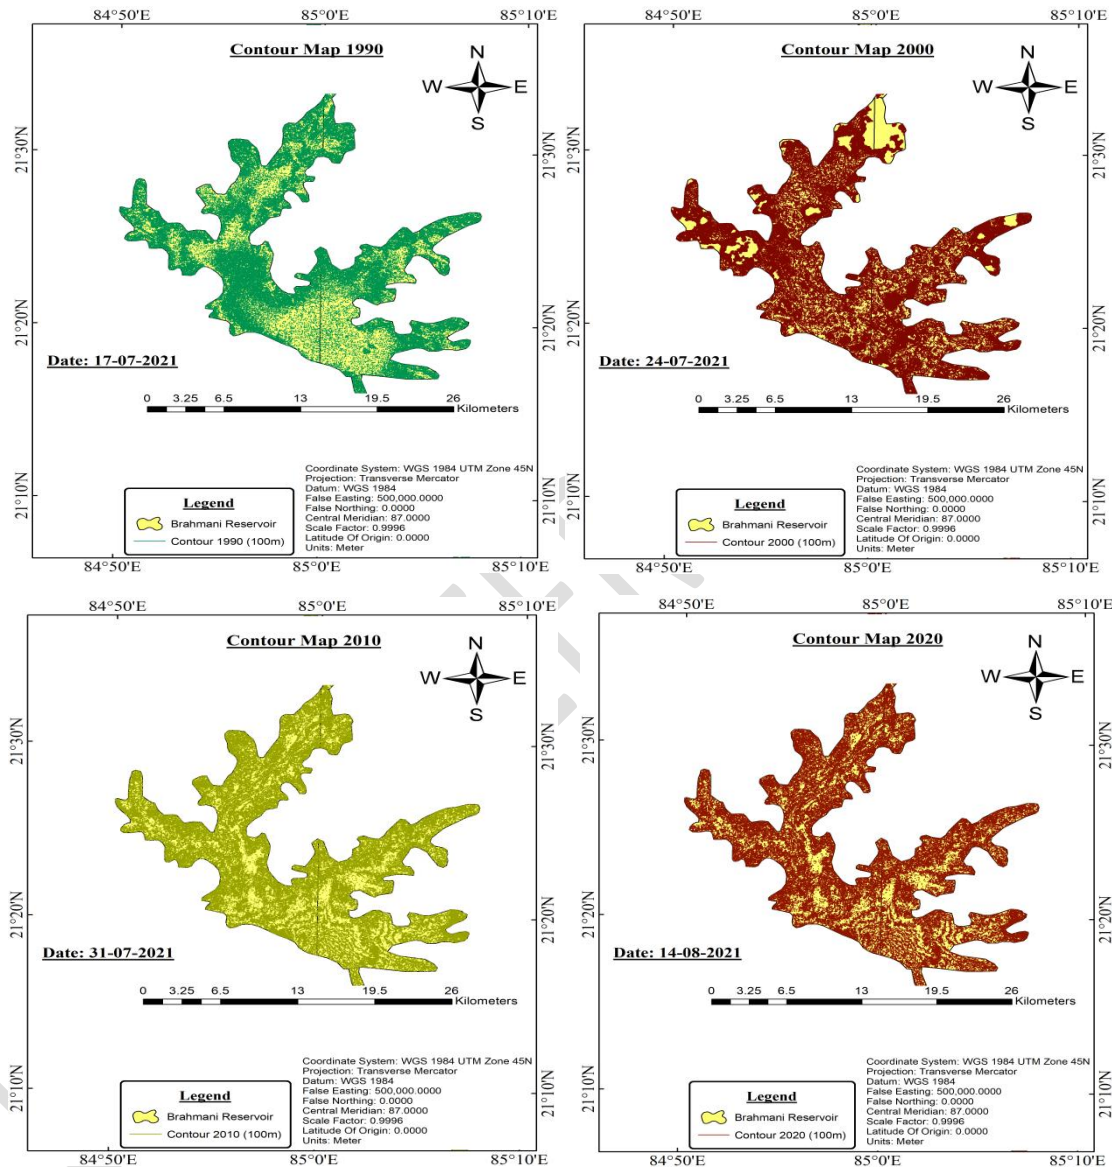 84°50'E 85°0'E 85°10'E
Contour Map 1990
N
W E
S
21°30'N 21°30'N
21°20'N 21°20'N
Date: 17-07-2021
0 3.25 6.5 13 19.5 26
Kilometers
21°10'N 21°10'N
Coordinate System: WGS 1984 UTM Zone 45N
Projection: Transverse Mercator
Datum: WGS 1984
False Easting: 500,000.0000
False Northing: 0.0000
Central Meridian: 87.0000
Scale Factor: 0.9996
Latitude Of Origin: 0.0000
Units: Meter
Legend
Brahmani Reservoir
Contour 1990 (100m)
84°50'E 85°0'E 85°10'E
84°50'E 85°0'E 85°10'E
Contour Map 2000
N
W E
S
21°30'N 21°30'N
21°20'N 21°20'N
Date: 24-07-2021
0 3.25 6.5 13 19.5 26
Kilometers
21°10'N 21°10'N
Coordinate System: WGS 1984 UTM Zone 45N
Projection: Transverse Mercator
Datum: WGS 1984
False Easting: 500,000.0000
False Northing: 0.0000
Central Meridian: 87.0000
Scale Factor: 0.9996
Latitude Of Origin: 0.0000
Units: Meter
Legend
Brahmani Reservoir
Contour 2000 (100m)
84°50'E 85°0'E 85°10'E
84°50'E 85°0'E 85°10'E
Contour Map 2010
N
W E
S
21°30'N 21°30'N
21°20'N 21°20'N
Date: 31-07-2021
0 3.25 6.5 13 19.5 26
Kilometers
21°10'N 21°10'N
Coordinate System: WGS 1984 UTM Zone 45N
Projection: Transverse Mercator
Datum: WGS 1984
False Easting: 500,000.0000
False Northing: 0.0000
Central Meridian: 87.0000
Scale Factor: 0.9996
Latitude Of Origin: 0.0000
Units: Meter
Legend
Brahmani Reservoir
Contour 2010 (100m)
84°50'E 85°0'E 85°10'E
84°50'E 85°0'E 85°10'E
Contour Map 2020
N
W E
S
21°30'N 21°30'N
21°20'N 21°20'N
Date: 14-08-2021
0 3.25 6.5 13 19.5 26
Kilometers
21°10'N 21°10'N
Coordinate System: WGS 1984 UTM Zone 45N
Projection: Transverse Mercator
Datum: WGS 1984
False Easting: 500,000.0000
False Northing: 0.0000
Central Meridian: 87.0000
Scale Factor: 0.9996
Latitude Of Origin: 0.0000
Units: Meter
Legend
Brahmani Reservoir
Contour 2020 (100m)
84°50'E 85°0'E 85°10'E